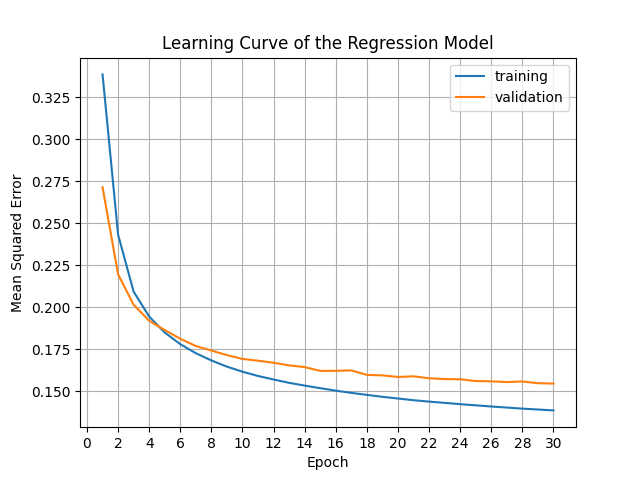 Learning Curve of the Regression Model
training
validation
0.325
0.300
0.275
0.250
0.225
0.200
0.175
0.150
Mean Squared Error
0 2 4 6 8 10 12 14 16 18 20 22 24 26 28 30
Epoch